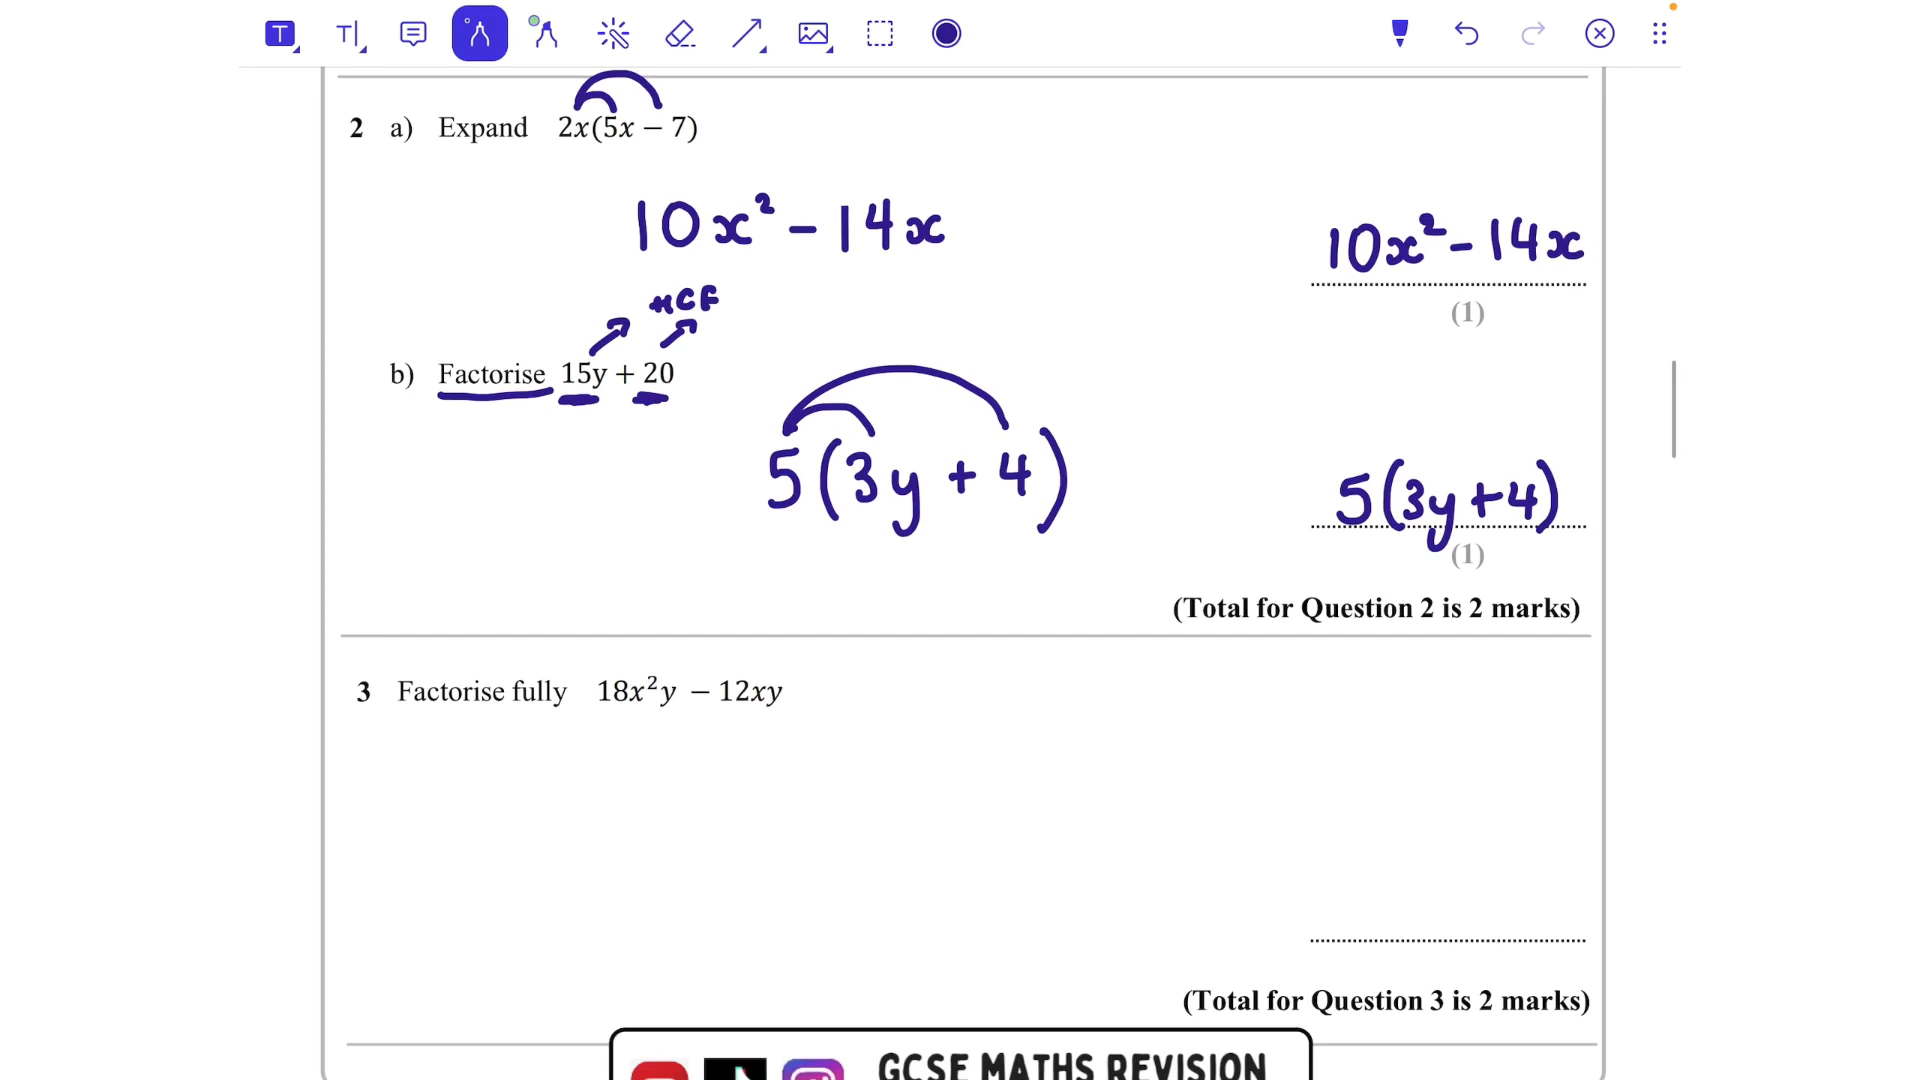 T T|
2 a) Expand 2x(5x − 7)
10x² − 14x
10x² − 14x
(1)
HCF
b) Factorise 15y + 20
5(3y + 4)
5(3y+4)
(1)
(Total for Question 2 is 2 marks)
3 Factorise fully 18x²y − 12xy
(Total for Question 3 is 2 marks)
GCSE MATHS REVISION